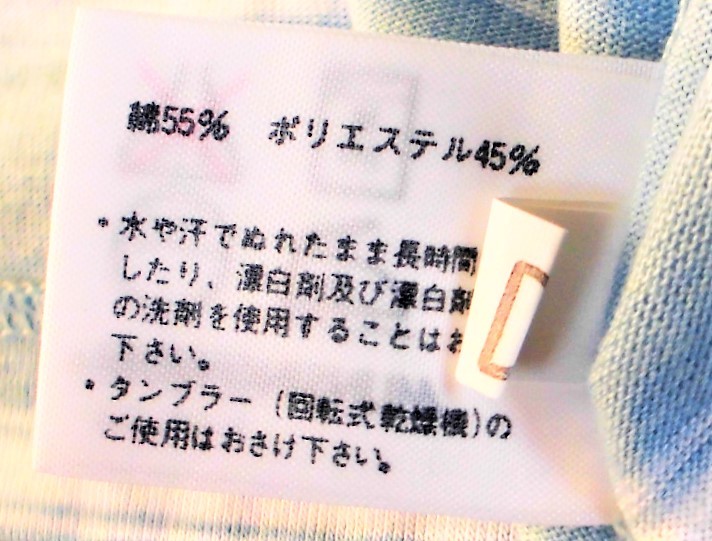 綿55% ポリエステル45%
・水や汗でぬれたまま長時間
したり、漂白剤及び漂白剤
の洗剤を使用することはお
下さい。
・タンブラー (回転式乾燥機)の
ご使用はおさけ下さい。